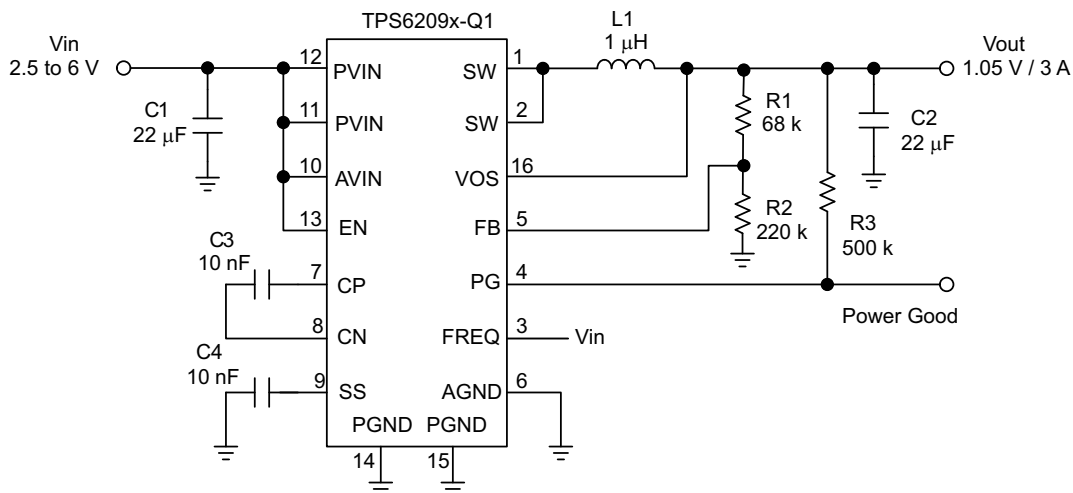 TPS6209x-Q1
Vin
2.5 to 6 V
C1
22 μF
12
PVIN
11
PVIN
10
AVIN
13
EN
C3
10 nF
7
CP
8
CN
C4
10 nF
9
SS
PGND
PGND
14
15
SW
1
SW
2
VOS
16
FB
5
PG
4
FREQ
3
Vin
AGND
6
L1
1 μH
R1
68 k
R2
220 k
R3
500 k
C2
22 μF
Vout
1.05 V / 3 A
Power Good